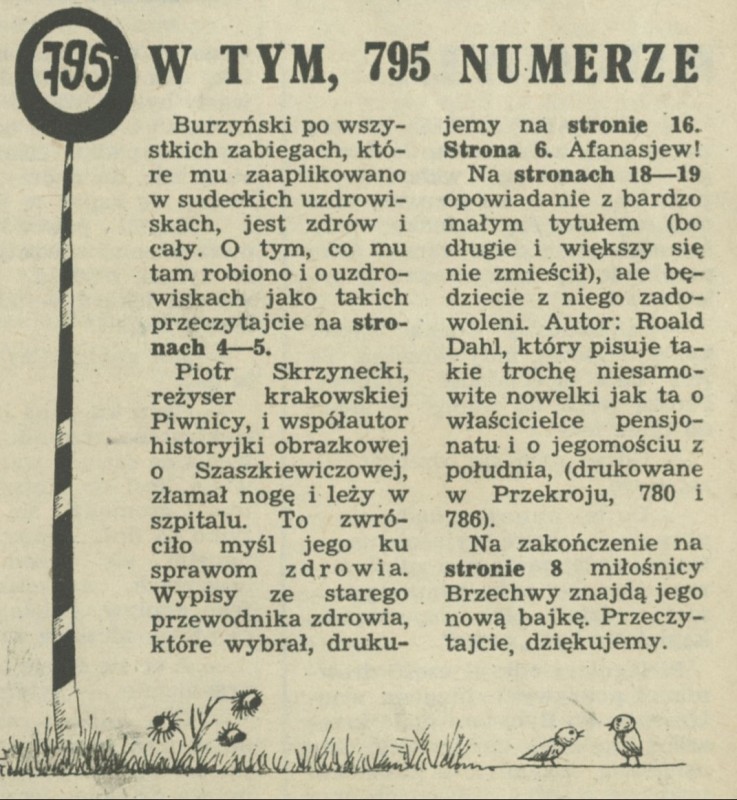 795
W TYM, 795 NUMERZE
Burzyński po wszy-
stkich zabiegach, któ-
re mu zaaplikowano
w sudeckich uzdrowi-
skach, jest zdrów i
cały. O tym, co mu
tam robiono i o uzdro-
wiskach jako takich
przeczytajcie na stro-
nach 4—5.
Piotr Skrzynecki,
reżyser krakowskiej
Piwnicy, i współautor
historyjki obrazkowej
o Szaszkiewiczowej,
złamał nogę i leży w
szpitalu. To zwró-
ciło myśl jego ku
sprawom zdrowia.
Wypisy ze starego
przewodnika zdrowia,
które wybrał, druku-
jemy na stronie 16.
Strona 6. Afanasjew!
Na stronach 18—19
opowiadanie z bardzo
małym tytułem (bo
długie i większy się
nie zmieścił), ale bę-
dziecie z niego zado-
woleni. Autor: Roald
Dahl, który pisuje ta-
kie trochę niesamo-
wite nowelki jak ta o
właścicielce pensjo-
natu i o jegomościu z
południa, (drukowane
w Przekroju, 780 i
786).
Na zakończenie na
stronie 8 miłośnicy
Brzechwy znajdą jego
nową bajkę. Przeczy-
tajcie, dziękujemy.